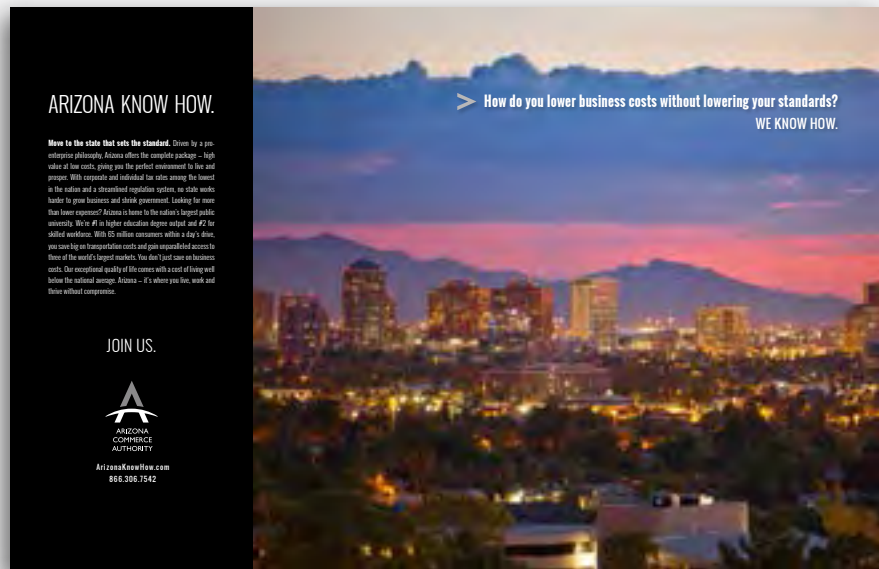 ARIZONA KNOW HOW.
Move to the state that sets the standard. Driven by a pro-
enterprise philosophy, Arizona offers the complete package – high
value at low costs, giving you the perfect environment to live and
prosper. With corporate and individual tax rates among the lowest
in the nation and a streamlined regulation system, no state works
harder to grow business and shrink government. Looking for more
than lower expenses? Arizona is home to the nation's largest public
university. We're #1 in higher education degree output and #2 for
skilled workforce. With 65 million consumers within a day's drive,
you save big on transportation costs and gain unparalleled access to
three of the world's largest markets. You don't just save on business
costs. Our exceptional quality of life comes with a cost of living well
below the national average. Arizona – it's where you live, work and
thrive without compromise.
JOIN US.
ARIZONA
COMMERCE
AUTHORITY
ArizonaKnowHow.com
866.306.7542
> How do you lower business costs without lowering your standards?
WE KNOW HOW.